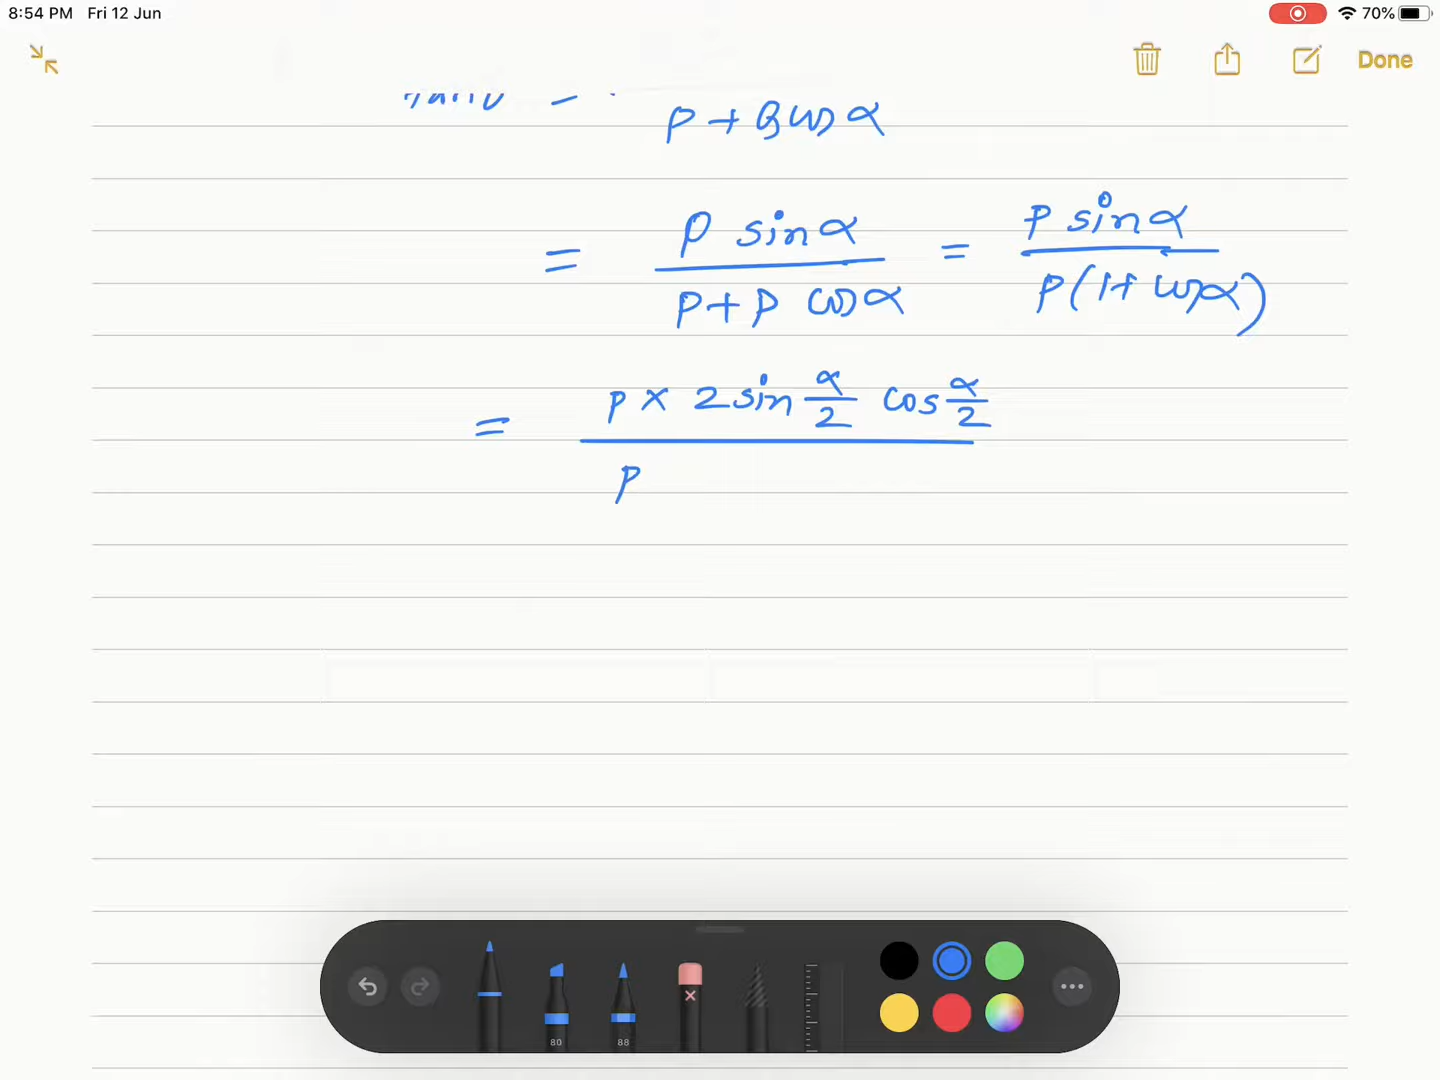 8:54 PM Fri 12 Jun 70%
Done
P + Q cos α
= P sin α / P + P cos α = P sin α / P(1 + cos α)
= P × 2 sin α/2 cos α/2 / P
80 88